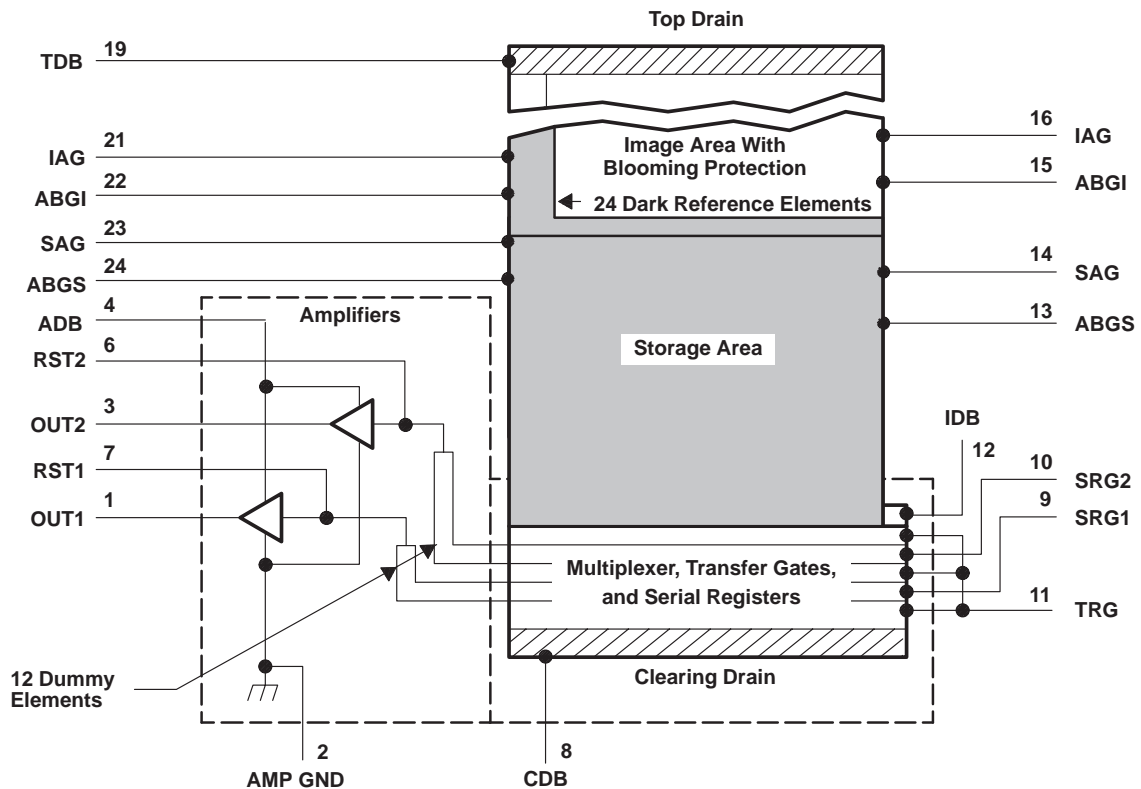 Top Drain
19
TDB
21
IAG
22
ABGI
23
SAG
24
ABGS
4
ADB
6
RST2
3
OUT2
7
RST1
1
OUT1
Amplifiers
Image Area With
Blooming Protection
24 Dark Reference Elements
Storage Area
16
IAG
15
ABGI
14
SAG
13
ABGS
IDB
12
10
SRG2
9
SRG1
11
TRG
Multiplexer, Transfer Gates,
and Serial Registers
Clearing Drain
12 Dummy
Elements
2
AMP GND
8
CDB